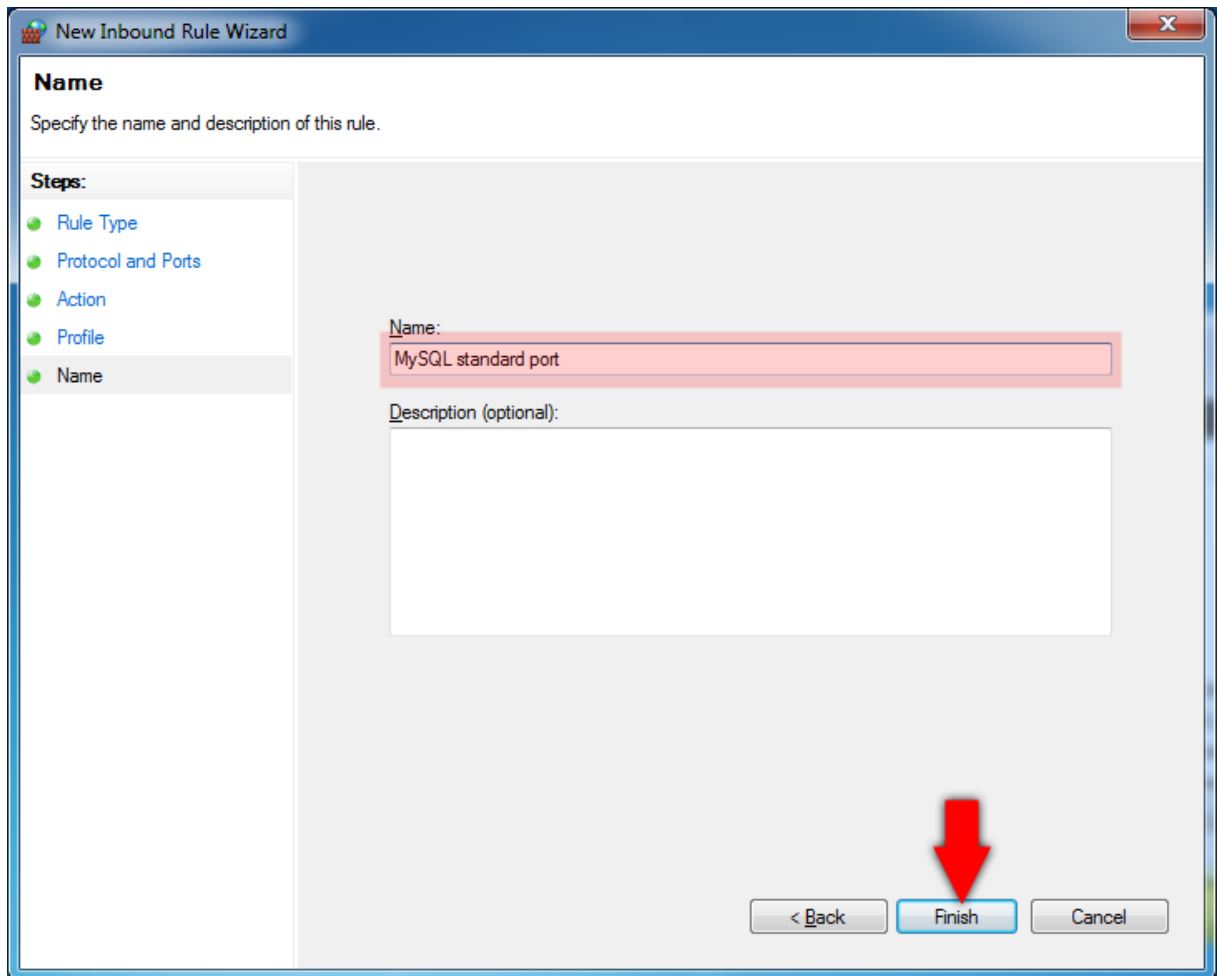 New Inbound Rule Wizard
Name
Specify the name and description of this rule.
Steps:
Rule Type
Protocol and Ports
Action
Profile
Name
Name:
MySQL standard port
Description (optional):
< Back Finish Cancel